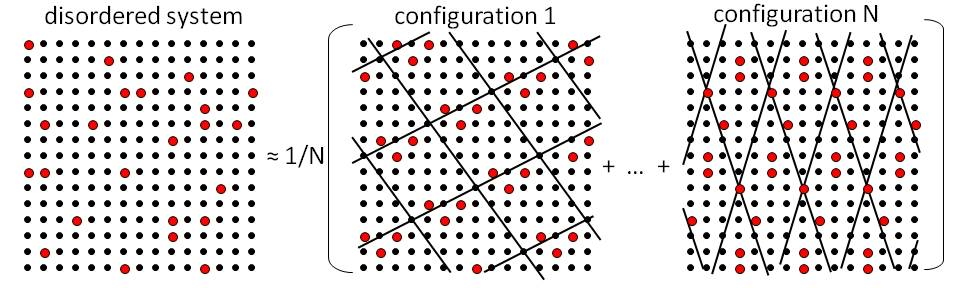 disordered system
configuration 1
configuration N
≈ 1/N
+ ... +